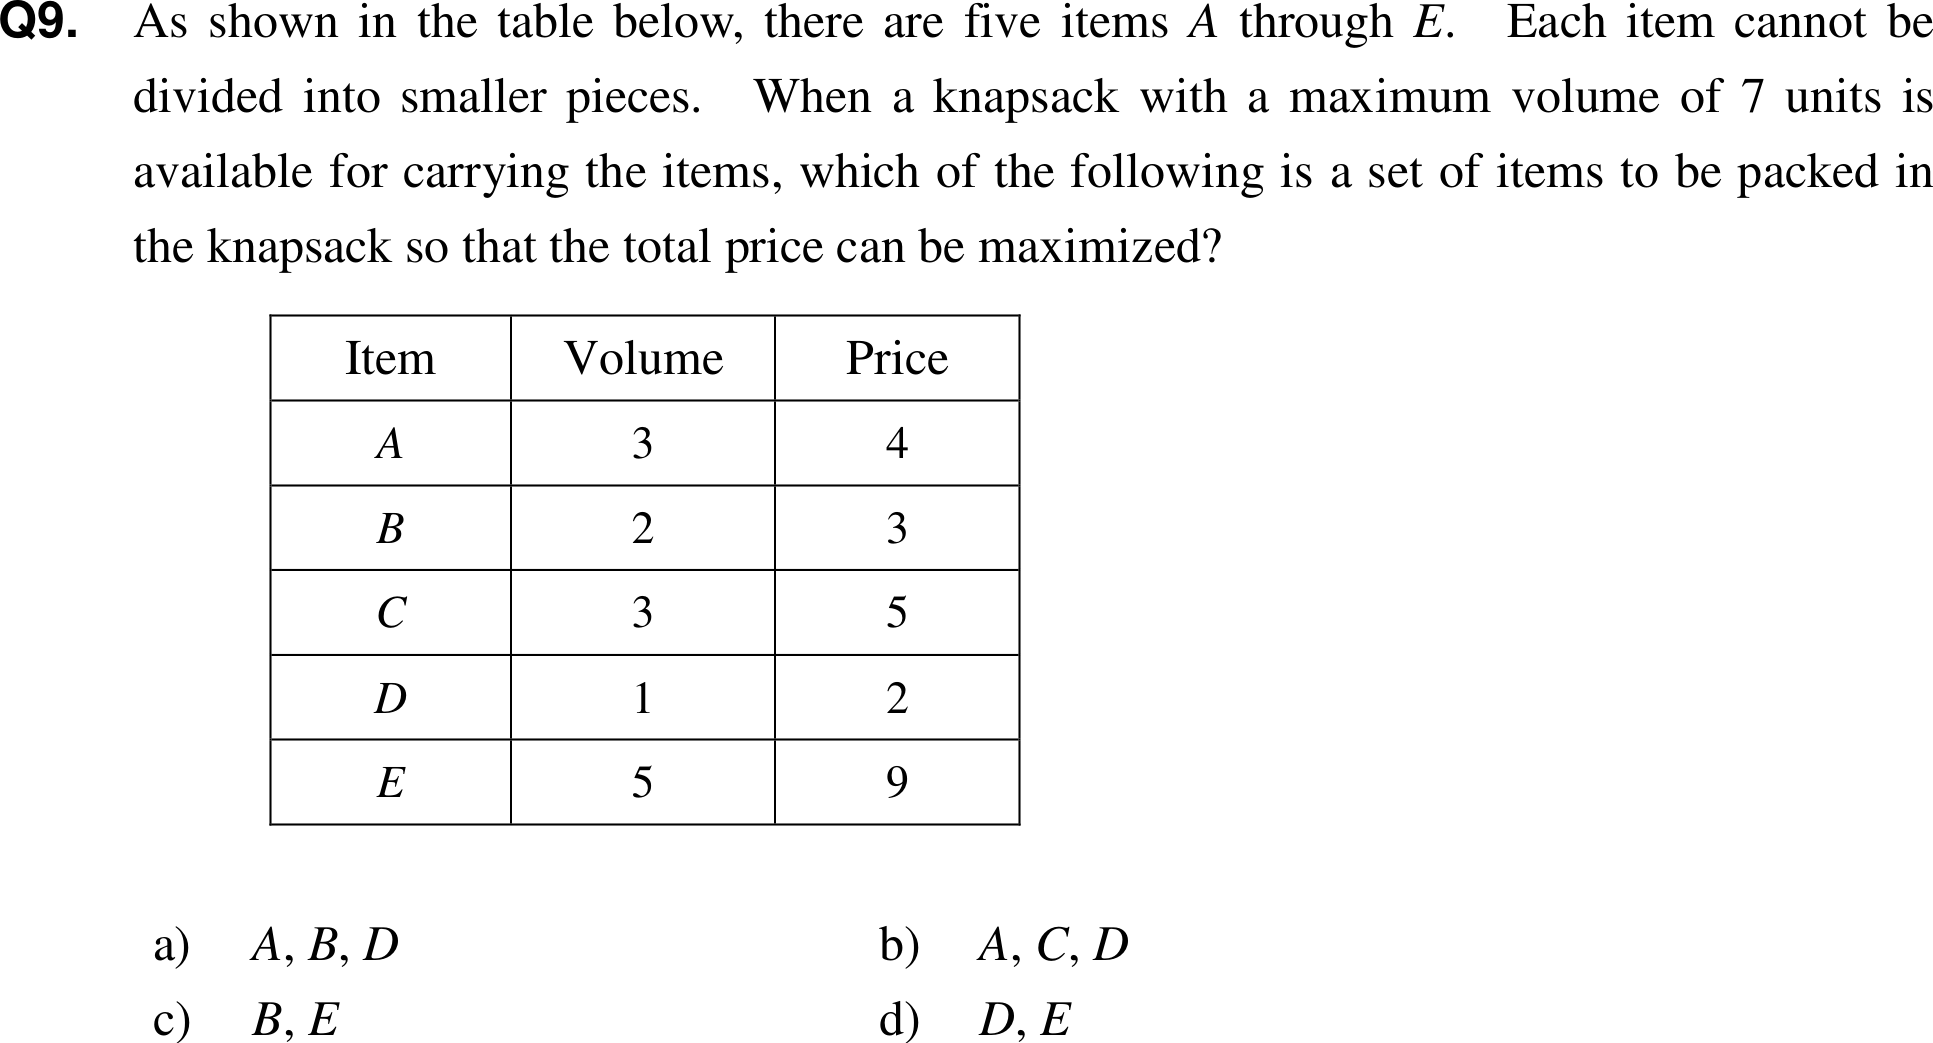 Q9. As shown in the table below, there are five items A through E. Each item cannot be
divided into smaller pieces. When a knapsack with a maximum volume of 7 units is
available for carrying the items, which of the following is a set of items to be packed in
the knapsack so that the total price can be maximized?
Item Volume Price
A 3 4
B 2 3
C 3 5
D 1 2
E 5 9
a) A, B, D b) A, C, D
c) B, E d) D, E